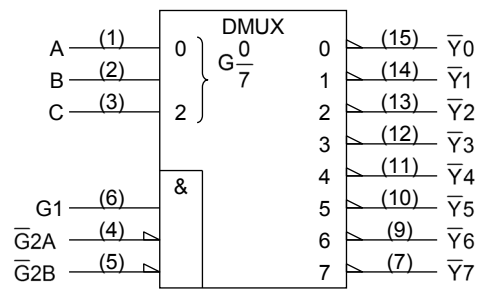 DMUX
A (1) 0 G 0/7 0 (15) Y̅0
B (2) 1 (14) Y̅1
C (3) 2 2 (13) Y̅2
3 (12) Y̅3
4 (11) Y̅4
&
G1 (6) 5 (10) Y̅5
G̅2A (4) 6 (9) Y̅6
G̅2B (5) 7 (7) Y̅7